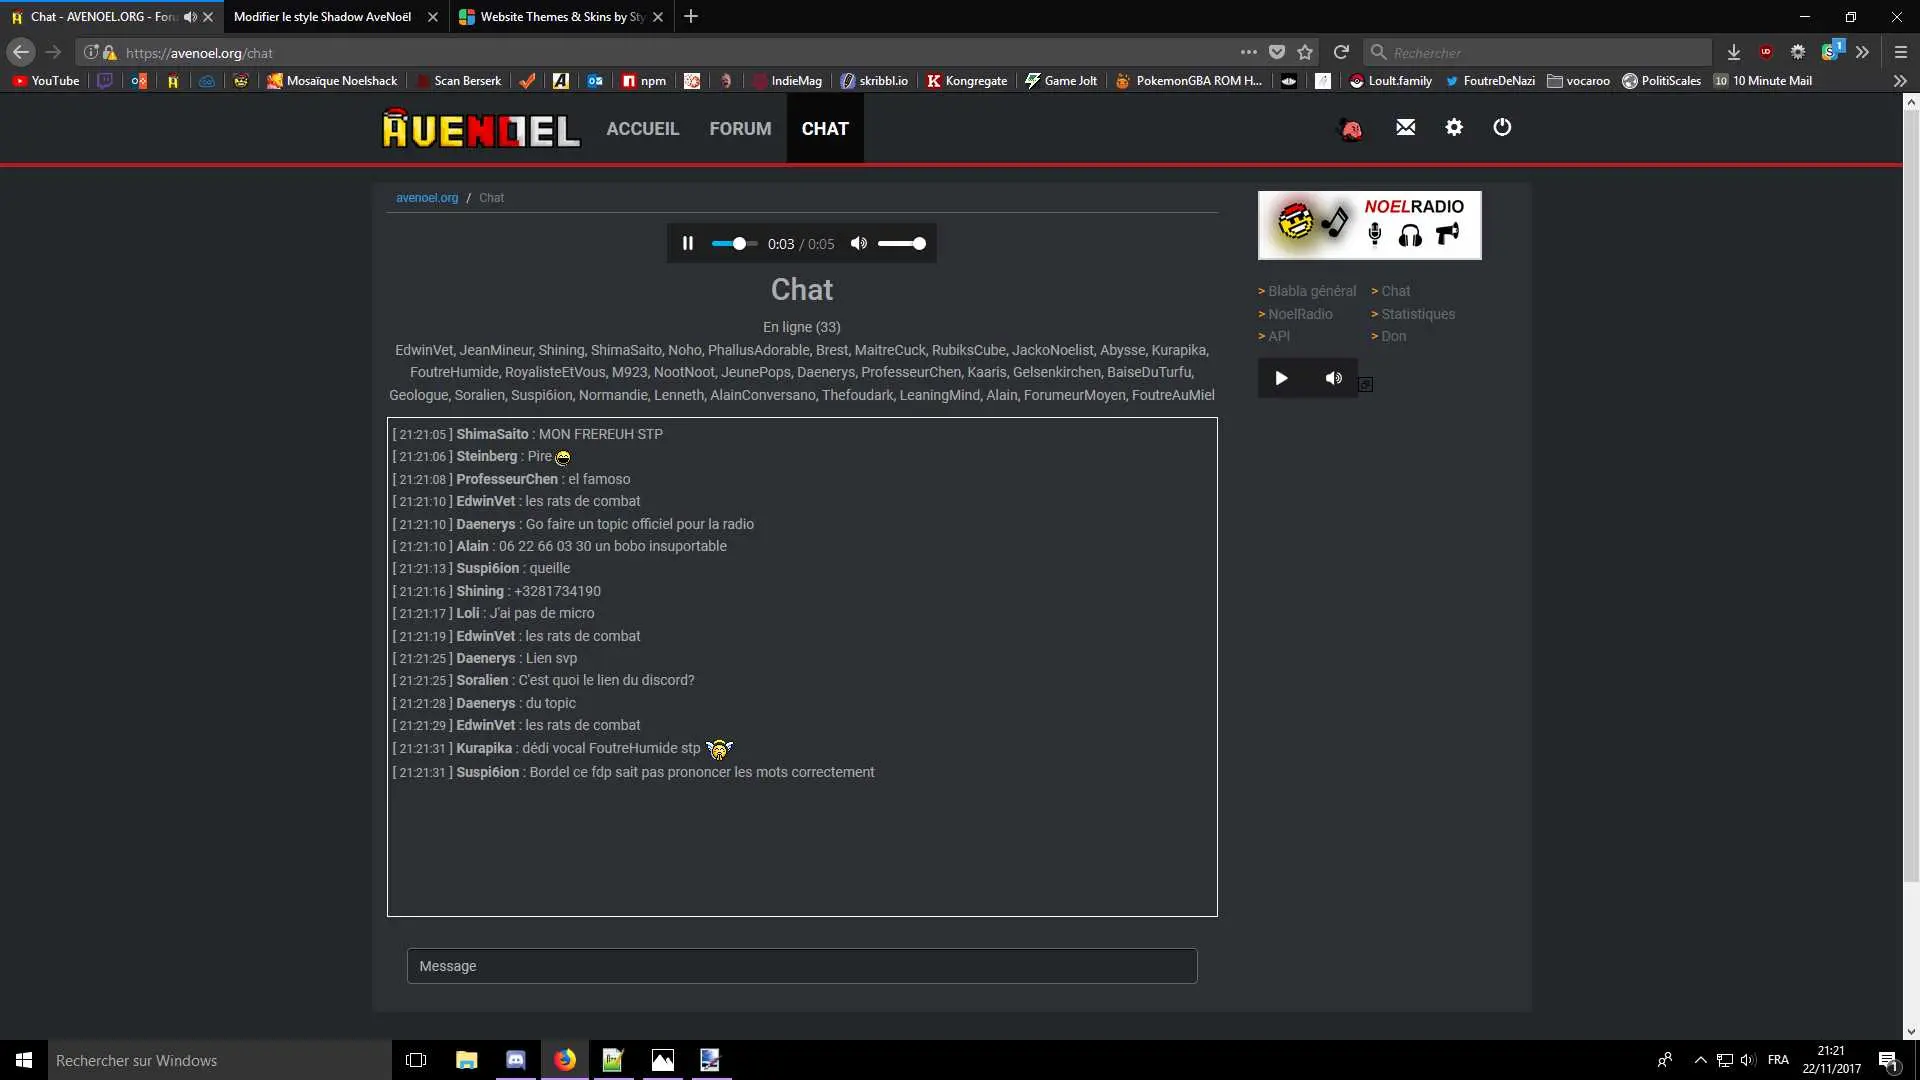 Chat - AVENOEL.ORG - Foru
Modifier le style Shadow AveNoël
Website Themes & Skins by Sty
https://avenoel.org/chat
Rechercher
YouTube
Mosaïque Noelshack
Scan Berserk
npm
IndieMag
skribbl.io
Kongregate
Game Jolt
PokemonGBA ROM H...
Loult.family
FoutreDeNazi
vocaroo
PolitiScales
10 10 Minute Mail
AVENOEL
ACCUEIL
FORUM
CHAT
avenoel.org / Chat
0:03 / 0:05
Chat
En ligne (33)
EdwinVet, JeanMineur, Shining, ShimaSaito, Noho, PhallusAdorable, Brest, MaitreCuck, RubiksCube, JackoNoelist, Abysse, Kurapika,
FoutreHumide, RoyalisteEtVous, M923, NootNoot, JeunePops, Daenerys, ProfesseurChen, Kaaris, Gelsenkirchen, BaiseDuTurfu,
Geologue, Soralien, Suspi6ion, Normandie, Lenneth, AlainConversano, Thefoudark, LeaningMind, Alain, ForumeurMoyen, FoutreAuMiel
[ 21:21:05 ] ShimaSaito : MON FREREUH STP
[ 21:21:06 ] Steinberg : Pire
[ 21:21:08 ] ProfesseurChen : el famoso
[ 21:21:10 ] EdwinVet : les rats de combat
[ 21:21:10 ] Daenerys : Go faire un topic officiel pour la radio
[ 21:21:10 ] Alain : 06 22 66 03 30 un bobo insuportable
[ 21:21:13 ] Suspi6ion : queille
[ 21:21:16 ] Shining : +3281734190
[ 21:21:17 ] Loli : J'ai pas de micro
[ 21:21:19 ] EdwinVet : les rats de combat
[ 21:21:25 ] Daenerys : Lien svp
[ 21:21:25 ] Soralien : C'est quoi le lien du discord?
[ 21:21:28 ] Daenerys : du topic
[ 21:21:29 ] EdwinVet : les rats de combat
[ 21:21:31 ] Kurapika : dédi vocal FoutreHumide stp
[ 21:21:31 ] Suspi6ion : Bordel ce fdp sait pas prononcer les mots correctement
Message
NOELRADIO
> Blabla général > Chat
> NoelRadio > Statistiques
> API > Don
Rechercher sur Windows
FRA
21:21
22/11/2017
1